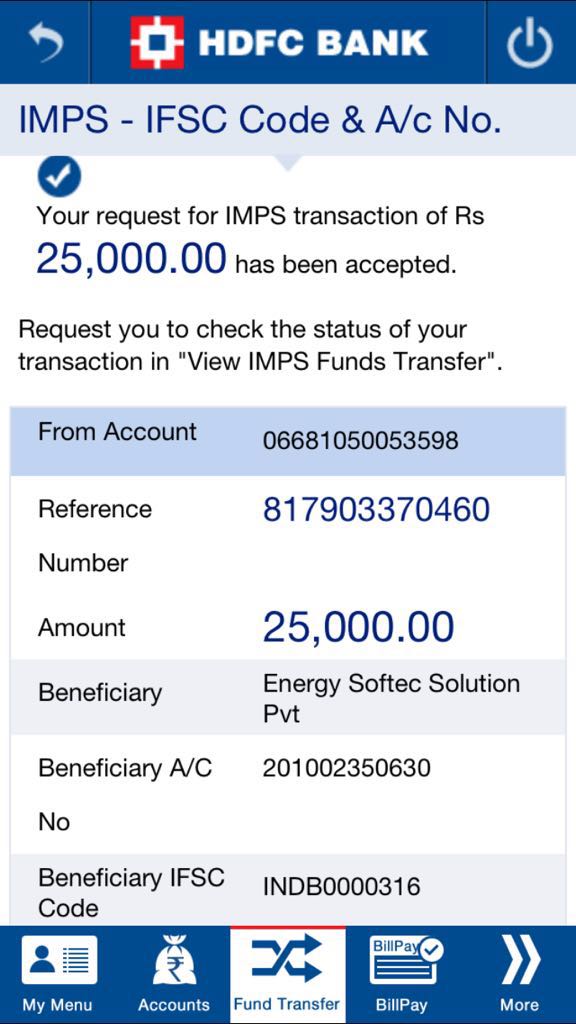 HDFC BANK
IMPS - IFSC Code & A/c No.
Your request for IMPS transaction of Rs
25,000.00 has been accepted.
Request you to check the status of your
transaction in "View IMPS Funds Transfer".
From Account 06681050053598
Reference Number 817903370460
Amount 25,000.00
Beneficiary Energy Softec Solution Pvt
Beneficiary A/C No 201002350630
Beneficiary IFSC Code INDB0000316
BillPay
My Menu Accounts Fund Transfer BillPay More